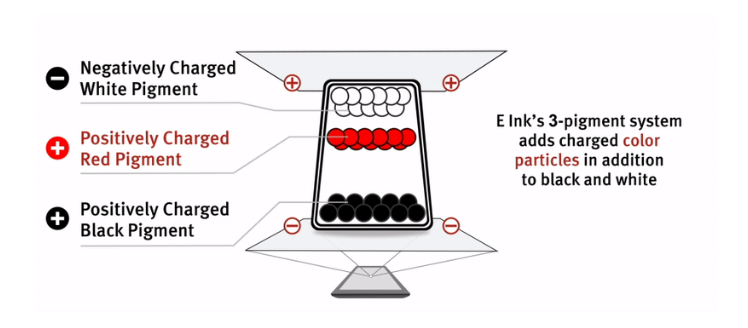 Negatively Charged
White Pigment
Positively Charged
Red Pigment
Positively Charged
Black Pigment
E Ink's 3-pigment system
adds charged color
particles in addition
to black and white